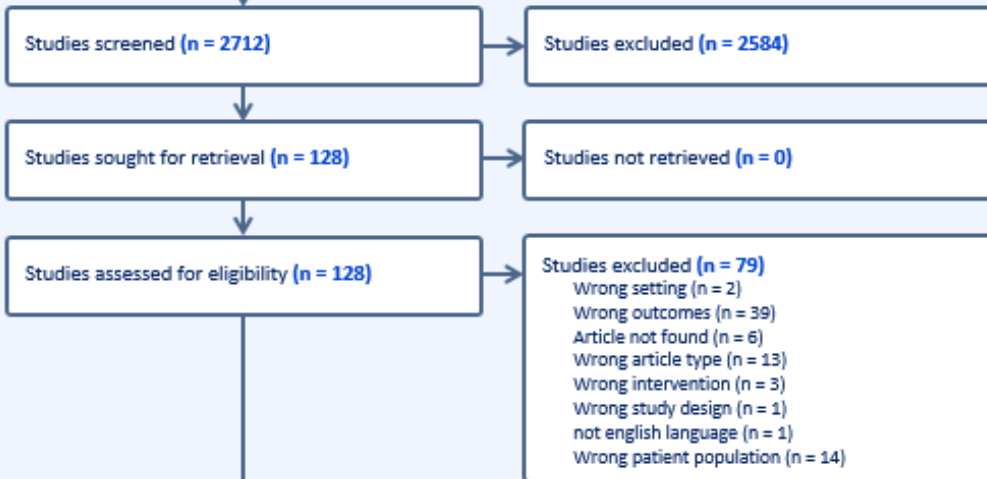 Studies screened (n = 2712)
Studies excluded (n = 2584)
Studies sought for retrieval (n = 128)
Studies not retrieved (n = 0)
Studies assessed for eligibility (n = 128)
Studies excluded (n = 79)
Wrong setting (n = 2)
Wrong outcomes (n = 39)
Article not found (n = 6)
Wrong article type (n = 13)
Wrong intervention (n = 3)
Wrong study design (n = 1)
not english language (n = 1)
Wrong patient population (n = 14)